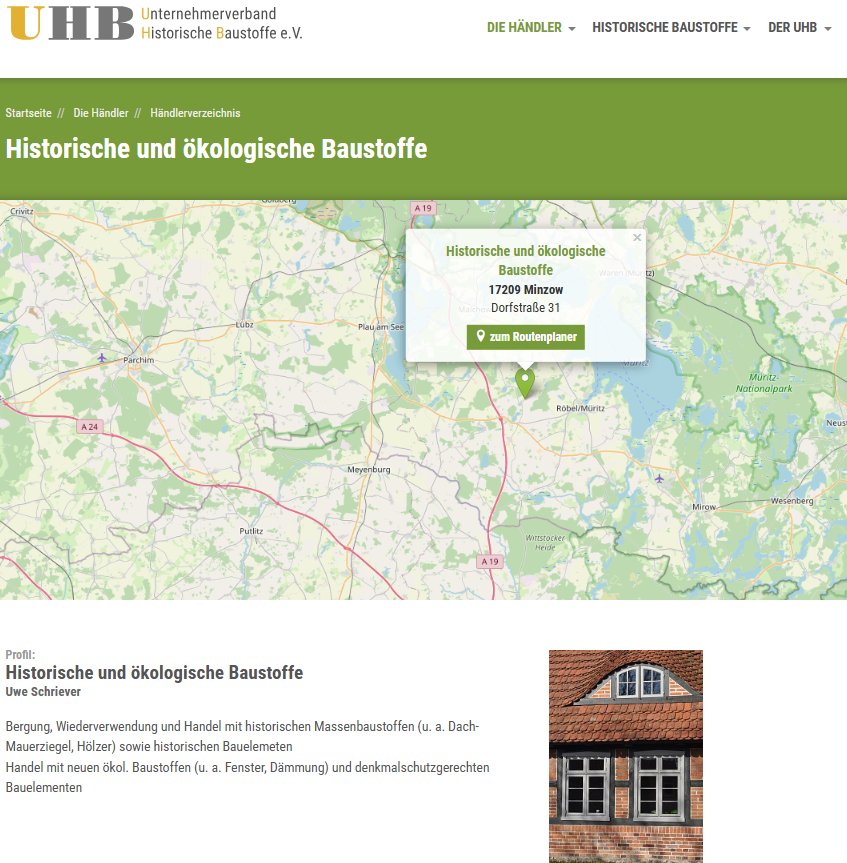 UHB Unternehmerverband
Historische Baustoffe e.V.
DIE HÄNDLER HISTORISCHE BAUSTOFFE DER UHB
Startseite // Die Händler // Händlerverzeichnis
Historische und ökologische Baustoffe
Goldberg
A 19
Crivitz
×
Historische und ökologische
Baustoffe
17209 Minzow
Dorfstraße 31
zum Routenplaner
Waren (Müritz)
Malchow
Lübz
Plau am See
Parchim
Müritz
Müritz-
Nationalpark
Röbel/Müritz
A 24
Neust
Meyenburg
Wesenberg
Mirow
Putlitz
Wittstocker
Heide
A 19
Profil:
Historische und ökologische Baustoffe
Uwe Schriever
Bergung, Wiederverwendung und Handel mit historischen Massenbaustoffen (u. a. Dach-
Mauerziegel, Hölzer) sowie historischen Bauelemeten
Handel mit neuen ökol. Baustoffen (u. a. Fenster, Dämmung) und denkmalschutzgerechten
Bauelementen